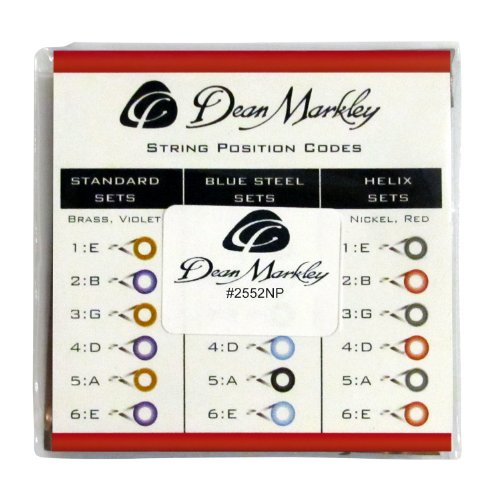 Dean Markley
STRING POSITION CODES
STANDARD SETS
BLUE STEEL SETS
HELIX SETS
Brass, Violet
Nickel, Red
Dean Markley
#2552NP
1:E
2:B
3:G
4:D
5:A
6:E
4:D
5:A
6:E
1:E
2:B
3:G
4:D
5:A
6:E